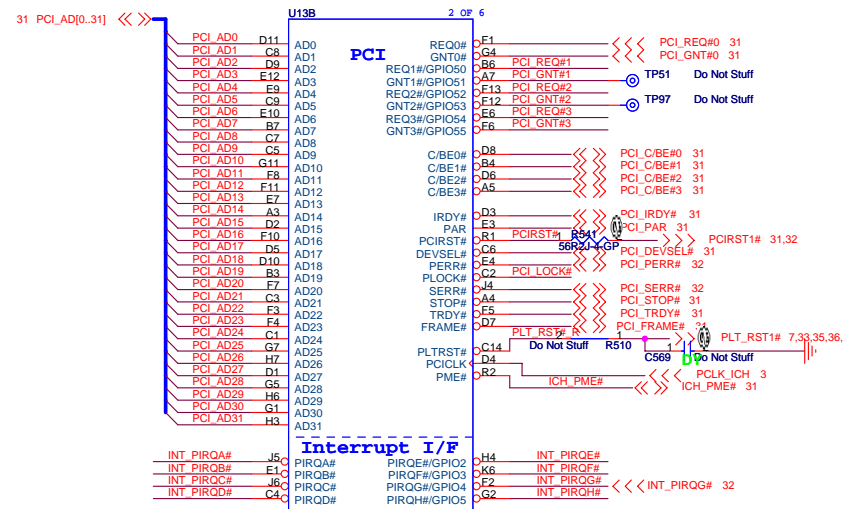 31 PCI_AD[0..31]
U13B
2 OF 6
PCI
PCI_AD0 D11 AD0
PCI_AD1 C8 AD1
PCI_AD2 D9 AD2
PCI_AD3 E12 AD3
PCI_AD4 E9 AD4
PCI_AD5 C9 AD5
PCI_AD6 E10 AD6
PCI_AD7 B7 AD7
PCI_AD8 C7 AD8
PCI_AD9 C5 AD9
PCI_AD10 G11 AD10
PCI_AD11 F8 AD11
PCI_AD12 F11 AD12
PCI_AD13 E7 AD13
PCI_AD14 A3 AD14
PCI_AD15 D2 AD15
PCI_AD16 F10 AD16
PCI_AD17 D5 AD17
PCI_AD18 D10 AD18
PCI_AD19 B3 AD19
PCI_AD20 F7 AD20
PCI_AD21 C3 AD21
PCI_AD22 F3 AD22
PCI_AD23 F4 AD23
PCI_AD24 C1 AD24
PCI_AD25 G7 AD25
PCI_AD26 H7 AD26
PCI_AD27 D1 AD27
PCI_AD28 G5 AD28
PCI_AD29 H6 AD29
PCI_AD30 G1 AD30
PCI_AD31 H3 AD31
REQ0# F1 PCI_REQ#0 31
GNT0# G4 PCI_GNT#0 31
REQ1#/GPIO50 B6 PCI_REQ#1
GNT1#/GPIO51 A7 PCI_GNT#1 TP51 Do Not Stuff
REQ2#/GPIO52 F13 PCI_REQ#2
GNT2#/GPIO53 F12 PCI_GNT#2 TP97 Do Not Stuff
REQ3#/GPIO54 E6 PCI_REQ#3
GNT3#/GPIO55 F6 PCI_GNT#3
C/BE0# D8 PCI_C/BE#0 31
C/BE1# B4 PCI_C/BE#1 31
C/BE2# D6 PCI_C/BE#2 31
C/BE3# A5 PCI_C/BE#3 31
IRDY# D3 PCI_IRDY# 31
PAR E3 PCI_PAR 31
PCIRST# R1 PCIRST# 1 R541 PCIRST1# 31,32
56R2J-4-GP
DEVSEL# C6 PCI_DEVSEL# 31
PERR# E4 PCI_PERR# 32
PLOCK# C2 PCI_LOCK#
SERR# J4 PCI_SERR# 32
STOP# A4 PCI_STOP# 31
TRDY# F5 PCI_TRDY# 31
FRAME# D7 PCI_FRAME# 31
PLTRST# C14 PLT_RST#_R 2 R510 1 PLT_RST1# 7,33,35,36,
Do Not Stuff
C569 1 Do Not Stuff
DY
PCICLK D4 PCLK_ICH 3
PME# R2 ICH_PME# ICH_PME# 31
Interrupt I/F
INT_PIRQA# J5 PIRQA#
INT_PIRQB# E1 PIRQB#
INT_PIRQC# J6 PIRQC#
INT_PIRQD# C4 PIRQD#
PIRQE#/GPIO2 H4 INT_PIRQE#
PIRQF#/GPIO3 K6 INT_PIRQF#
PIRQG#/GPIO4 F2 INT_PIRQG# INT_PIRQG# 32
PIRQH#/GPIO5 G2 INT_PIRQH#